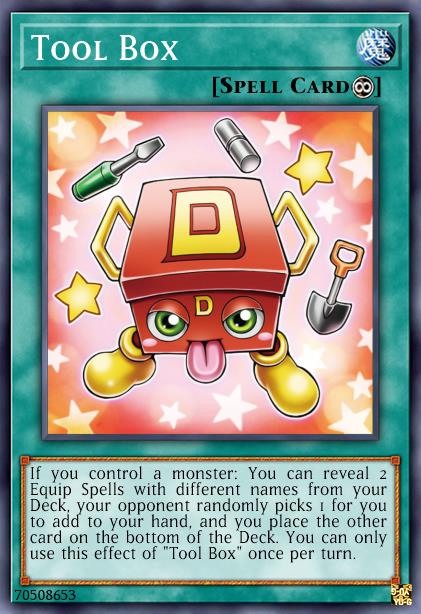 Tool Box
[Spell Card♾]
D
D
If you control a monster: You can reveal 2
Equip Spells with different names from your
Deck, your opponent randomly picks 1 for you
to add to your hand, and you place the other
card on the bottom of the Deck. You can only
use this effect of "Tool Box" once per turn.
70508653